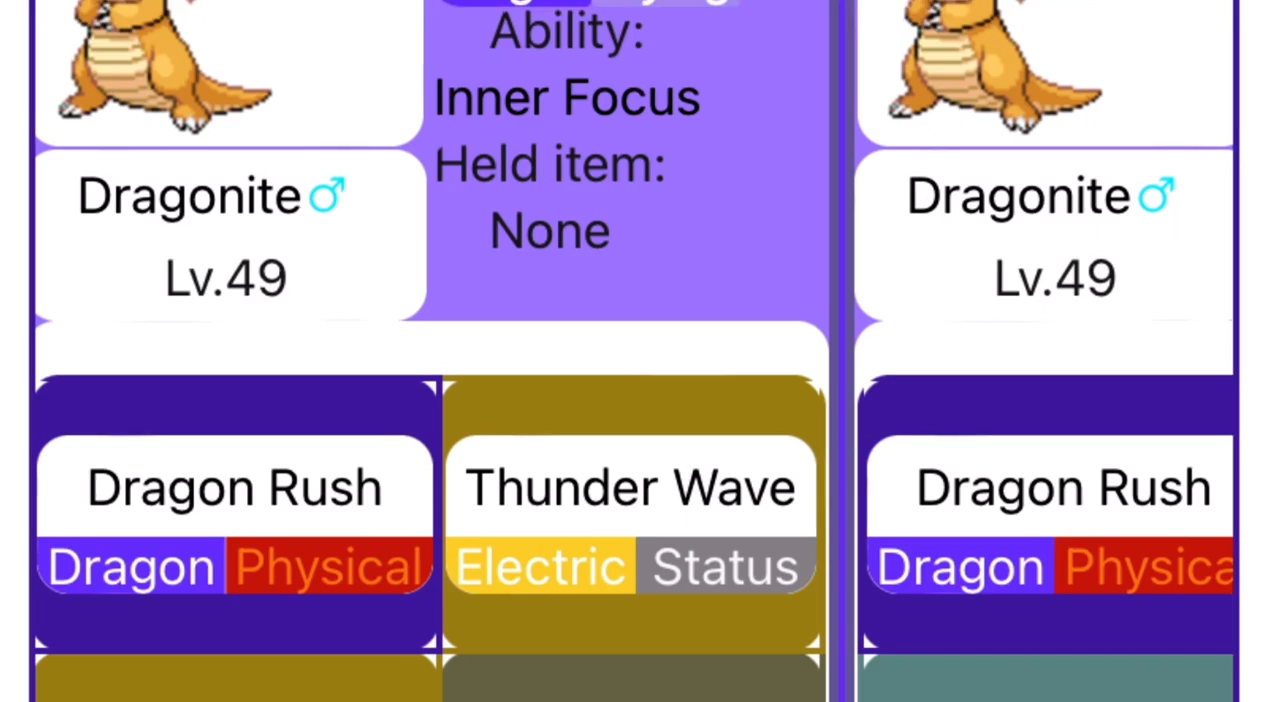 Ability:
Inner Focus
Held item:
None
Dragonite♂
Lv.49
Dragon Rush
Dragon Physical
Thunder Wave
Electric Status
Dragonite♂
Lv.49
Dragon Rush
Dragon Physica